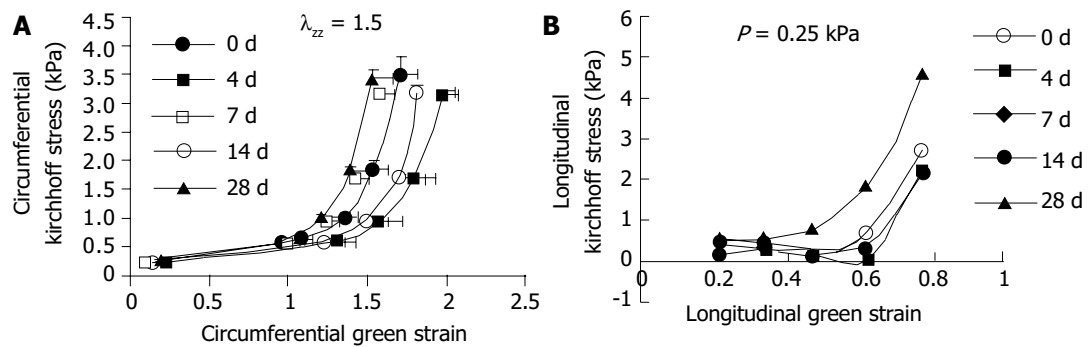 A
λzz = 1.5
Circumferential
kirchhoff stress (kPa)
4.5
4.0
3.5
3.0
2.5
2.0
1.5
1.0
0.5
0
0 d
4 d
7 d
14 d
28 d
0
0.5
1
1.5
2
2.5
Circumferential green strain
B
P = 0.25 kPa
Longitudinal
kirchhoff stress (kPa)
6
5
4
3
2
1
0
-1
0
0.2
0.4
0.6
0.8
1
Longitudinal green strain
0 d
4 d
7 d
14 d
28 d